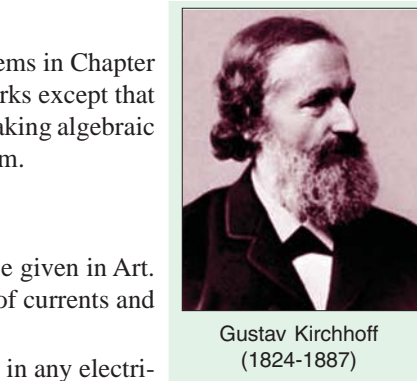 ems in Chapter
rks except that
aking algebraic
m.
e given in Art.
of currents and
in any electri-
Gustav Kirchhoff
(1824-1887)